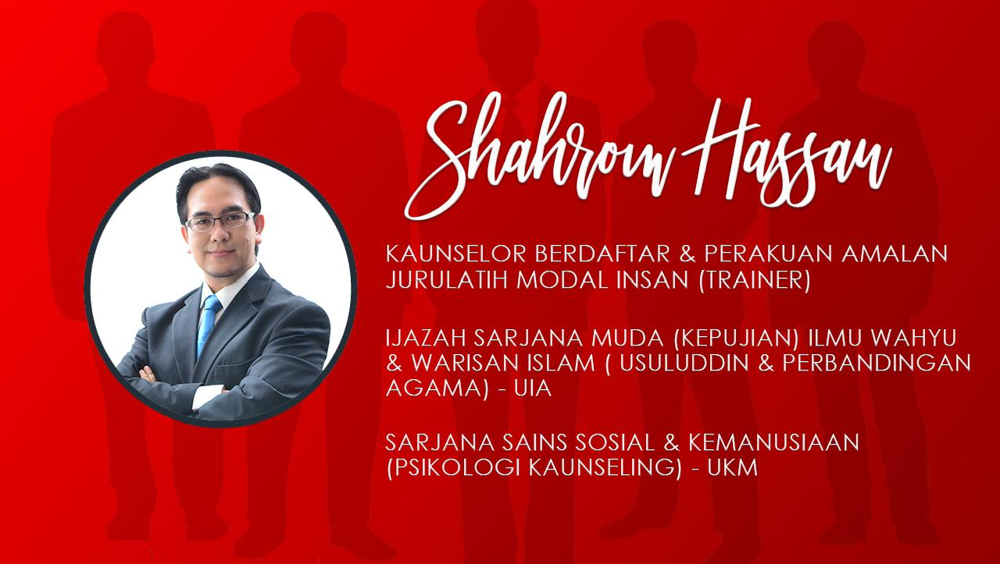 Shahrom Hassan
KAUNSELOR BERDAFTAR & PERAKUAN AMALAN
JURULATIH MODAL INSAN (TRAINER)
IJAZAH SARJANA MUDA (KEPUJIAN) ILMU WAHYU
& WARISAN ISLAM ( USULUDDIN & PERBANDINGAN
AGAMA) - UIA
SARJANA SAINS SOSIAL & KEMANUSIAAN
(PSIKOLOGI KAUNSELING) - UKM